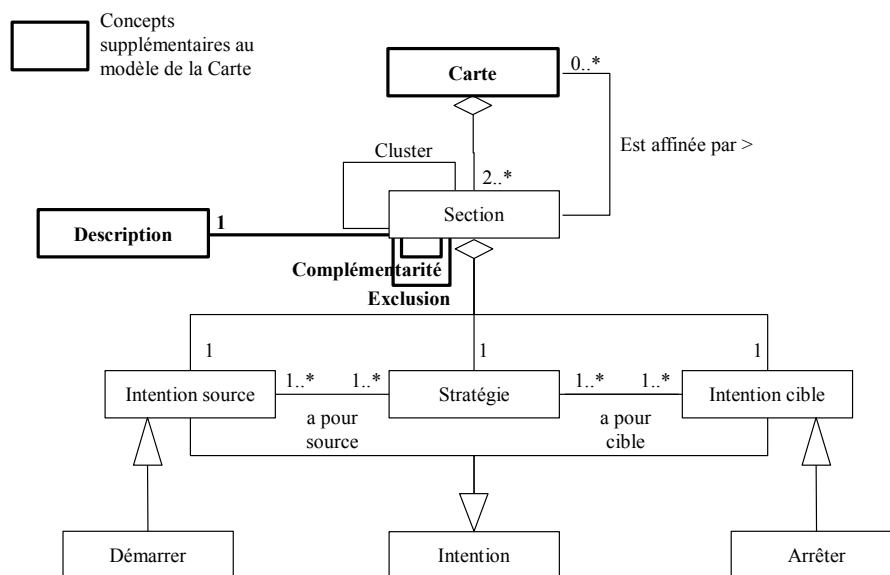 Concepts
supplémentaires au
modèle de la Carte
Carte
0..*
Est affinée par >
Cluster
2..*
Section
Description
1
Complémentarité
Exclusion
1
1
1
Intention source
1..*
1..*
Stratégie
1..*
1..*
Intention cible
a pour
source
a pour
cible
Démarrer
Intention
Arrêter